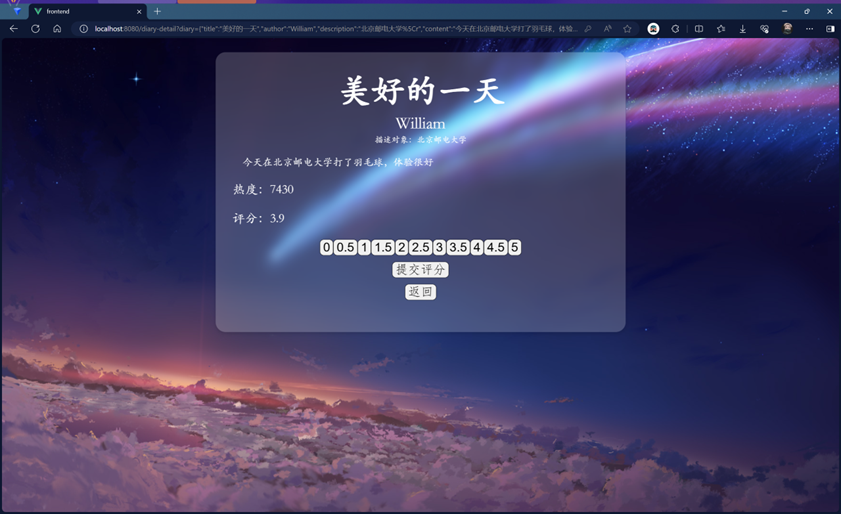 frontend
localhost:8080/diary-detail?diary={"title":"美好的一天","author":"William","description":"北京邮电大学%5Cr","content":"今天在北京邮电大学打了羽毛球，体验...
美好的一天
William
描述对象：北京邮电大学
今天在北京邮电大学打了羽毛球，体验很好
热度：7430
评分：3.9
0 0.5 1 1.5 2 2.5 3 3.5 4 4.5 5
提交评分
返回